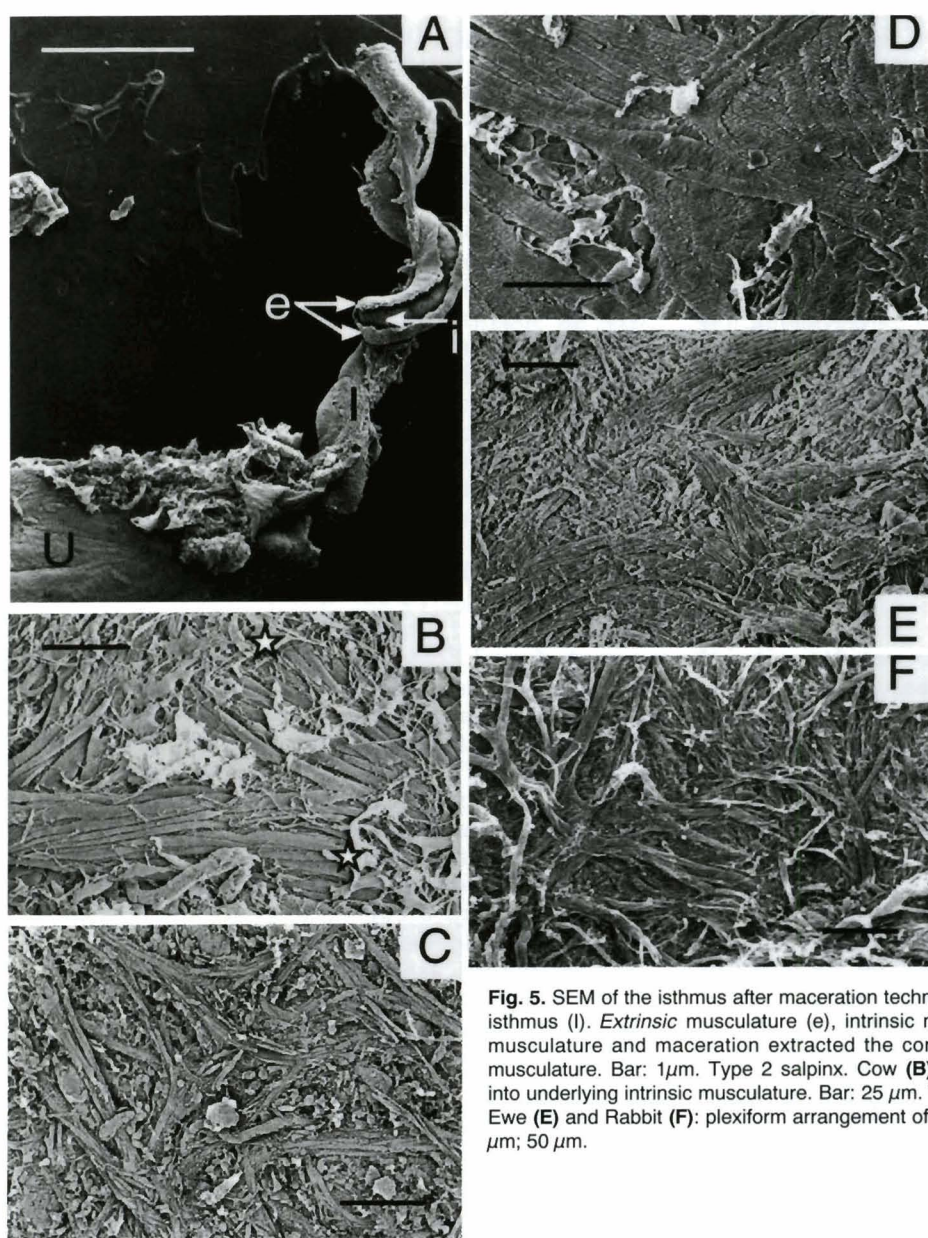 A
e
i
I
U
B
C
D
E
F
Fig. 5. SEM of the isthmus after maceration techn
isthmus (I). Extrinsic musculature (e), intrinsic r
musculature and maceration extracted the cor
musculature. Bar: 1μm. Type 2 salpinx. Cow (B)
into underlying intrinsic musculature. Bar: 25 μm.
Ewe (E) and Rabbit (F): plexiform arrangement of
μm; 50 μm.